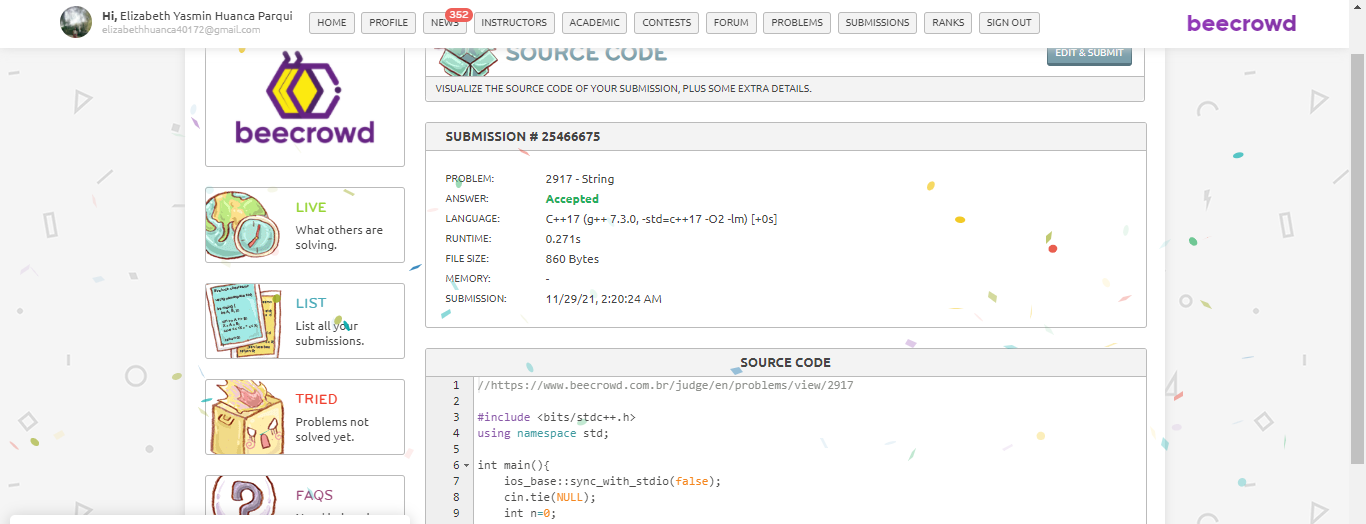 Hi, Elizabeth Yasmin Huanca Parqui
elizabethhuanca40172@gmail.com
HOME PROFILE NEWS 352 INSTRUCTORS ACADEMIC CONTESTS FORUM PROBLEMS SUBMISSIONS RANKS SIGN OUT
beecrowd
beecrowd
SOURCE CODE
EDIT & SUBMIT
VISUALIZE THE SOURCE CODE OF YOUR SUBMISSION, PLUS SOME EXTRA DETAILS.
LIVE
What others are
solving.
LIST
List all your
submissions.
TRIED
Problems not
solved yet.
FAQS
SUBMISSION # 25466675
PROBLEM: 2917 - String
ANSWER: Accepted
LANGUAGE: C++17 (g++ 7.3.0, -std=c++17 -O2 -lm) [+0s]
RUNTIME: 0.271s
FILE SIZE: 860 Bytes
MEMORY: -
SUBMISSION: 11/29/21, 2:20:24 AM
SOURCE CODE
1 //https://www.beecrowd.com.br/judge/en/problems/view/2917
2
3 #include <bits/stdc++.h>
4 using namespace std;
5
6 int main(){
7 ios_base::sync_with_stdio(false);
8 cin.tie(NULL);
9 int n=0;